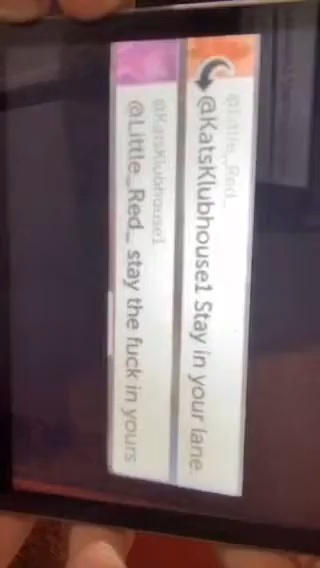 @Little_Red_
@KatsKlubhouse1 Stay in your lane.
@KatsKlubhouse1
@Little_Red_ stay the fuck in yours